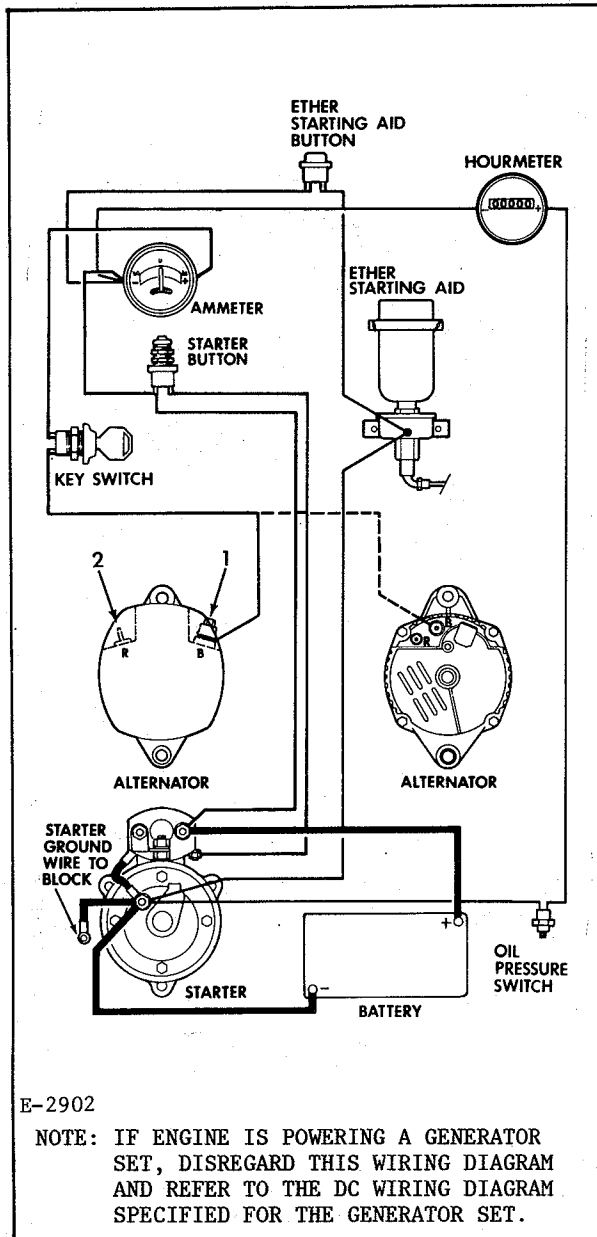 ETHER
STARTING AID
BUTTON
HOURMETER
- 00000 +
ETHER
STARTING AID
- +
AMMETER
STARTER
BUTTON
KEY SWITCH
2
1
R
B
B
R
ALTERNATOR
ALTERNATOR
STARTER
GROUND
WIRE TO
BLOCK
STARTER
+
-
BATTERY
OIL
PRESSURE
SWITCH
E-2902
NOTE: IF ENGINE IS POWERING A GENERATOR
SET, DISREGARD THIS WIRING DIAGRAM
AND REFER TO THE DC WIRING DIAGRAM
SPECIFIED FOR THE GENERATOR SET.